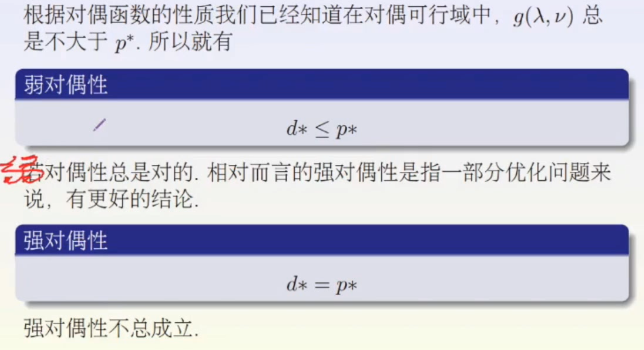 根据对偶函数的性质我们已经知道在对偶可行域中，g(λ,ν) 总
是不大于 p*. 所以就有
弱对偶性
d* ≤ p*
若对偶性总是对的. 相对而言的强对偶性是指一部分优化问题来
说，有更好的结论.
强对偶性
d* = p*
强对偶性不总成立.